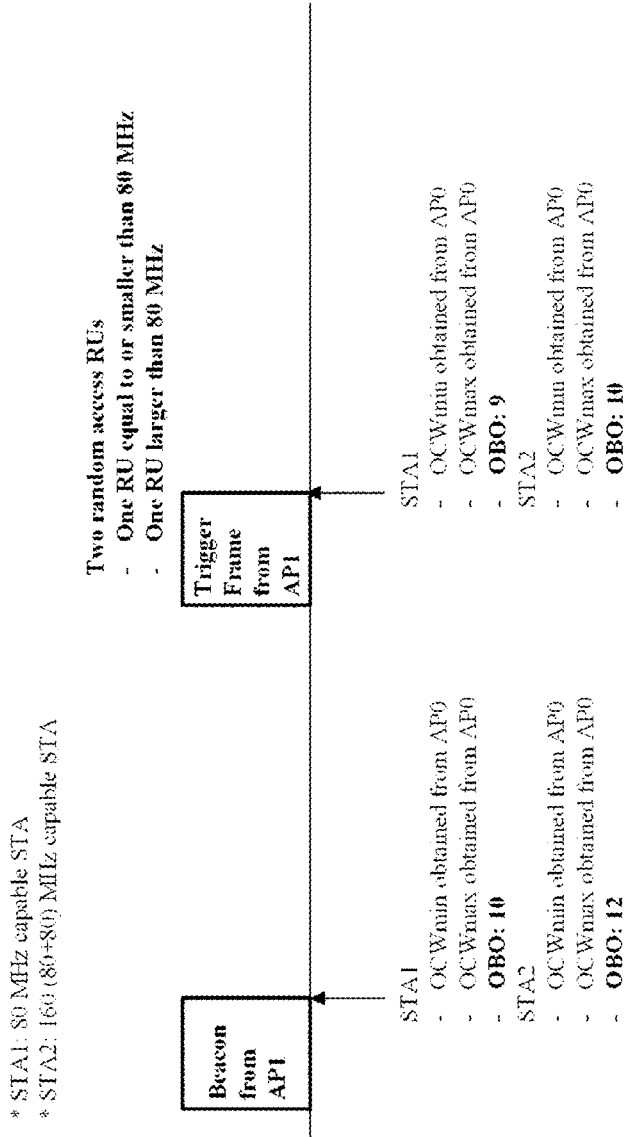 * STA1: 80 MHz capable STA
* STA2: 160 (80+80) MHz capable STA
Two random access RUs
- One RU equal to or smaller than 80 MHz
- One RU larger than 80 MHz
Beacon
from
AP1
Trigger
Frame
from
AP1
STA1
- OCWmin obtained from AP0
- OCWmax obtained from AP0
- OBO: 10
STA2
- OCWmin obtained from AP0
- OCWmax obtained from AP0
- OBO: 12
STA1
- OCWmin obtained from AP0
- OCWmax obtained from AP0
- OBO: 9
STA2
- OCWmin obtained from AP0
- OCWmax obtained from AP0
- OBO: 10